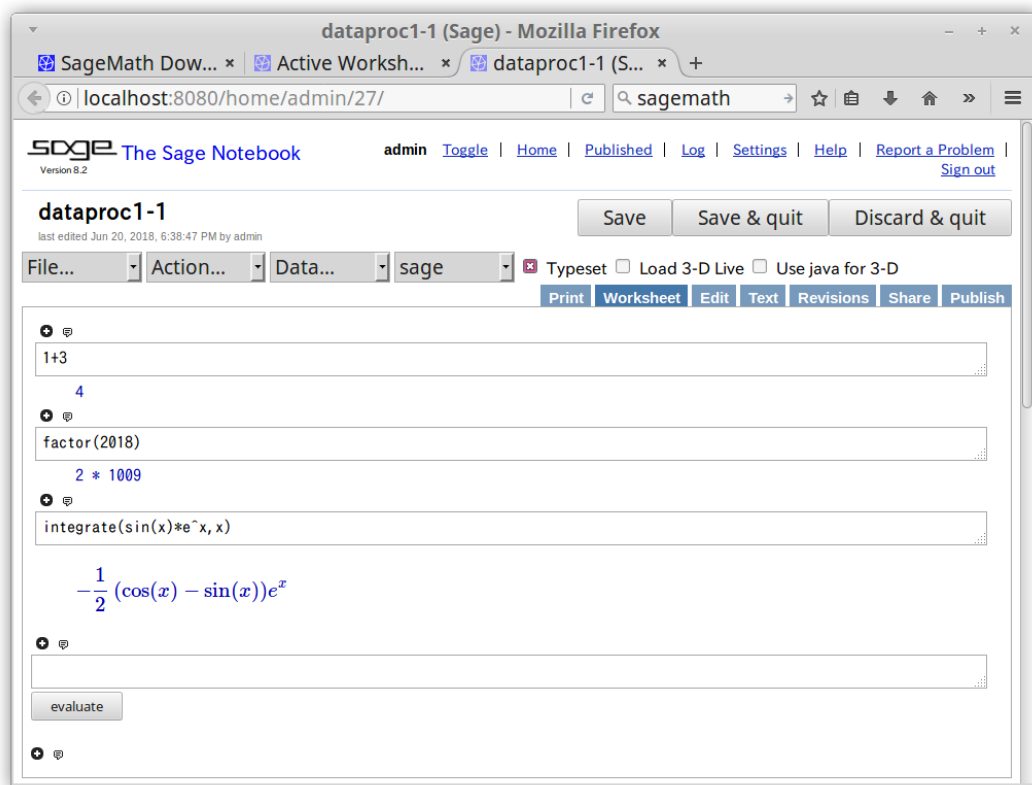 dataproc1-1 (Sage) - Mozilla Firefox
SageMath Dow... × Active Worksh... × dataproc1-1 (S... × +
localhost:8080/home/admin/27/ sagemath
sage The Sage Notebook admin Toggle | Home | Published | Log | Settings | Help | Report a Problem |
Version 8.2 Sign out
dataproc1-1 Save Save & quit Discard & quit
last edited Jun 20, 2018, 6:38:47 PM by admin
File... Action... Data... sage Typeset Load 3-D Live Use java for 3-D
Print Worksheet Edit Text Revisions Share Publish
1+3
4
factor(2018)
2 * 1009
integrate(sin(x)*e^x,x)
−1/2 (cos(x) − sin(x))e^x
evaluate